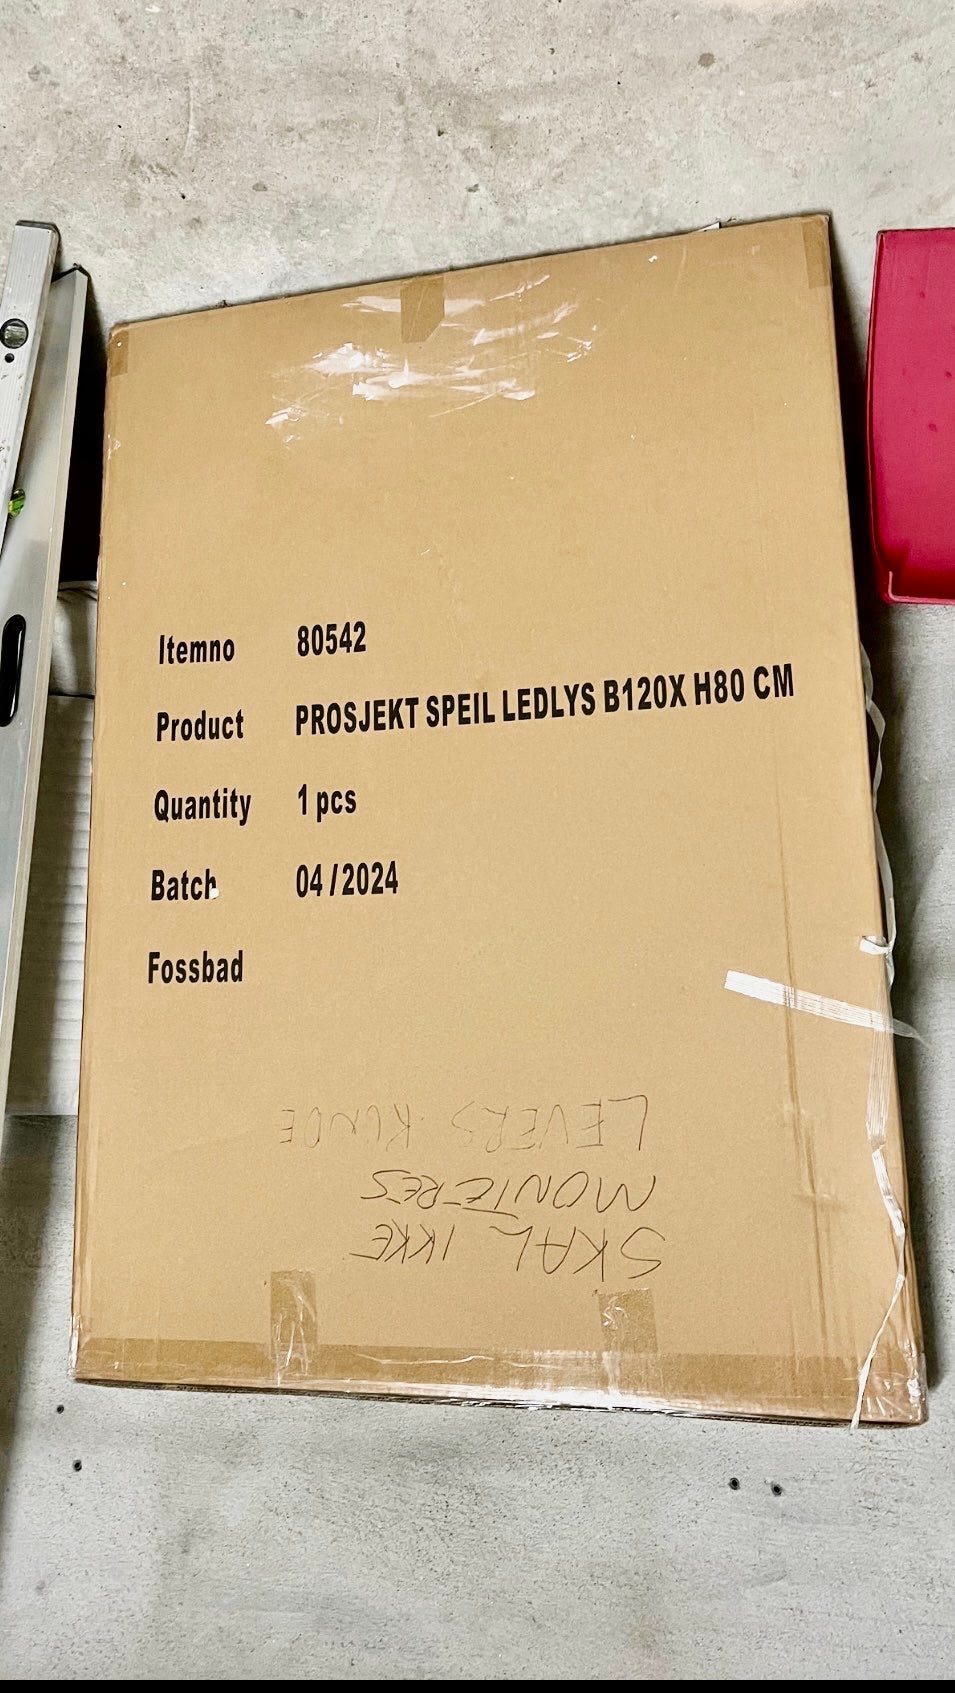 Itemno 80542
Product PROSJEKT SPEIL LEDLYS B120X H80 CM
Quantity 1 pcs
Batch 04/2024
Fossbad
SKAL IKKE
MONTERES
LEVERS KUNDE